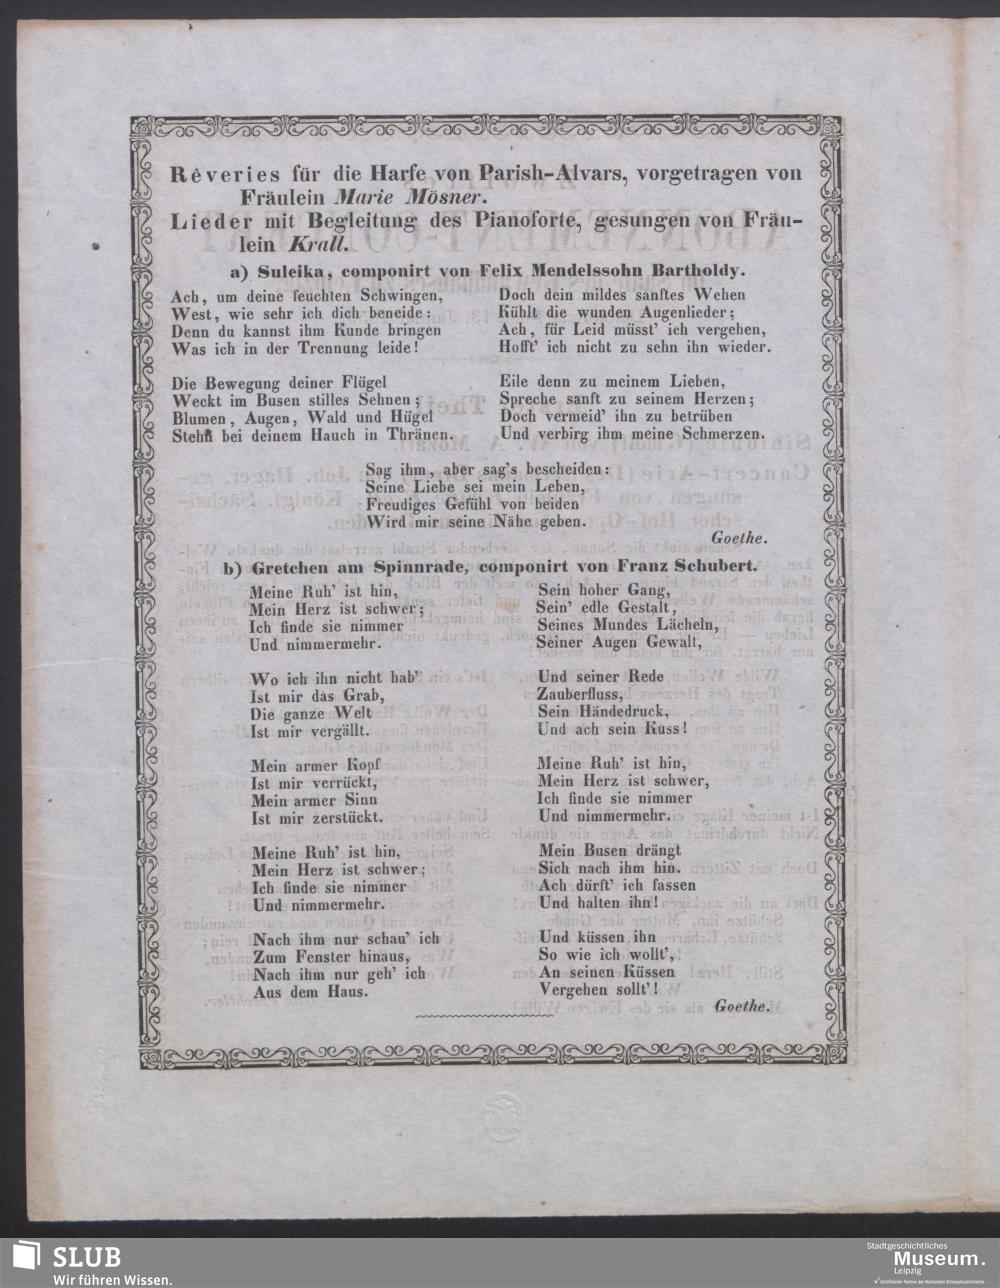 Rêveries für die Harfe von Parish-Alvars, vorgetragen von
Fräulein Marie Mösner.
Lieder mit Begleitung des Pianoforte, gesungen von Fräu-
lein Krall.
a) Suleika, componirt von Felix Mendelssohn Bartholdy.
Ach, um deine feuchten Schwingen,
West, wie sehr ich dich beneide:
Denn du kannst ihm Kunde bringen
Was ich in der Trennung leide!
Die Bewegung deiner Flügel
Weckt im Busen stilles Sehnen;
Blumen, Augen, Wald und Hügel
Stehn bei deinem Hauch in Thränen.
Doch dein mildes sanftes Wehen
Kühlt die wunden Augenlieder;
Ach, für Leid müsst' ich vergehen,
Hofft' ich nicht zu sehn ihn wieder.
Eile denn zu meinem Lieben,
Spreche sanft zu seinem Herzen;
Doch vermeid' ihn zu betrüben
Und verbirg ihm meine Schmerzen.
Sag ihm, aber sag's bescheiden:
Seine Liebe sei mein Leben,
Freudiges Gefühl von beiden
Wird mir seine Nähe geben.
Goethe.
b) Gretchen am Spinnrade, componirt von Franz Schubert.
Meine Ruh' ist hin,
Mein Herz ist schwer;
Ich finde sie nimmer
Und nimmermehr.
Wo ich ihn nicht hab'
Ist mir das Grab,
Die ganze Welt
Ist mir vergällt.
Mein armer Kopf
Ist mir verrückt,
Mein armer Sinn
Ist mir zerstückt.
Meine Ruh' ist hin,
Mein Herz ist schwer;
Ich finde sie nimmer
Und nimmermehr.
Nach ihm nur schau' ich
Zum Fenster hinaus,
Nach ihm nur geh' ich
Aus dem Haus.
Sein hoher Gang,
Sein' edle Gestalt,
Seines Mundes Lächeln,
Seiner Augen Gewalt,
Und seiner Rede
Zauberfluss,
Sein Händedruck,
Und ach sein Kuss!
Meine Ruh' ist hin,
Mein Herz ist schwer,
Ich finde sie nimmer
Und nimmermehr.
Mein Busen drängt
Sich nach ihm hin.
Ach dürft' ich fassen
Und halten ihn!
Und küssen ihn
So wie ich wollt',
An seinen Küssen
Vergehen sollt'!
Goethe.
SLUB
Wir führen Wissen.
Stadtgeschichtliches
Museum.
Leipzig
Zertifizierter Partner der Nationalen Klimaschutzinitiative